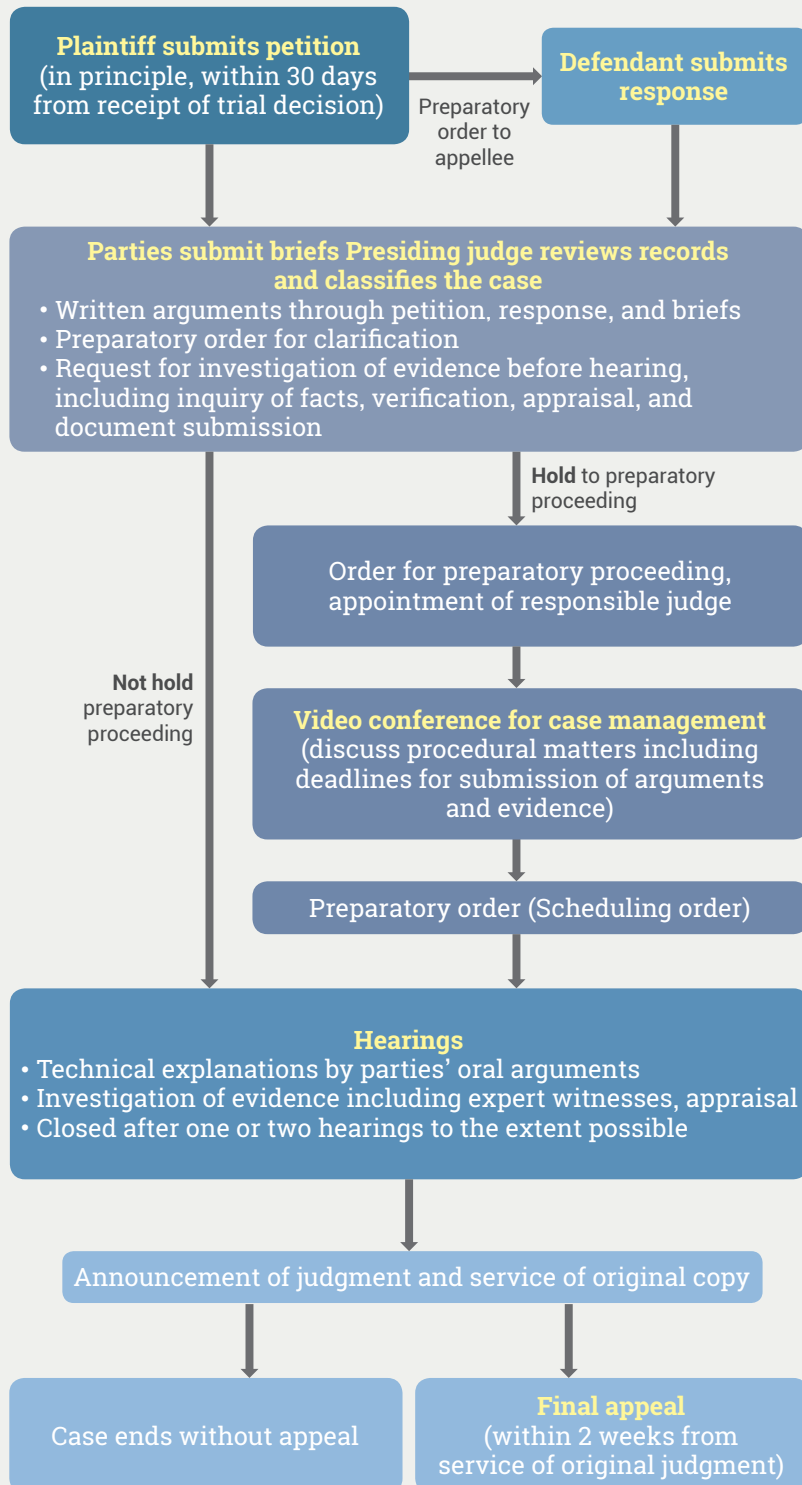 Plaintiff submits petition
(in principle, within 30 days
from receipt of trial decision)
Preparatory
order to
appellee
Defendant submits
response
Parties submit briefs Presiding judge reviews records
and classifies the case
• Written arguments through petition, response, and briefs
• Preparatory order for clarification
• Request for investigation of evidence before hearing,
including inquiry of facts, verification, appraisal, and
document submission
Hold to preparatory
proceeding
Order for preparatory proceeding,
appointment of responsible judge
Not hold
preparatory
proceeding
Video conference for case management
(discuss procedural matters including
deadlines for submission of arguments
and evidence)
Preparatory order (Scheduling order)
Hearings
• Technical explanations by parties’ oral arguments
• Investigation of evidence including expert witnesses, appraisal
• Closed after one or two hearings to the extent possible
Announcement of judgment and service of original copy
Case ends without appeal
Final appeal
(within 2 weeks from
service of original judgment)